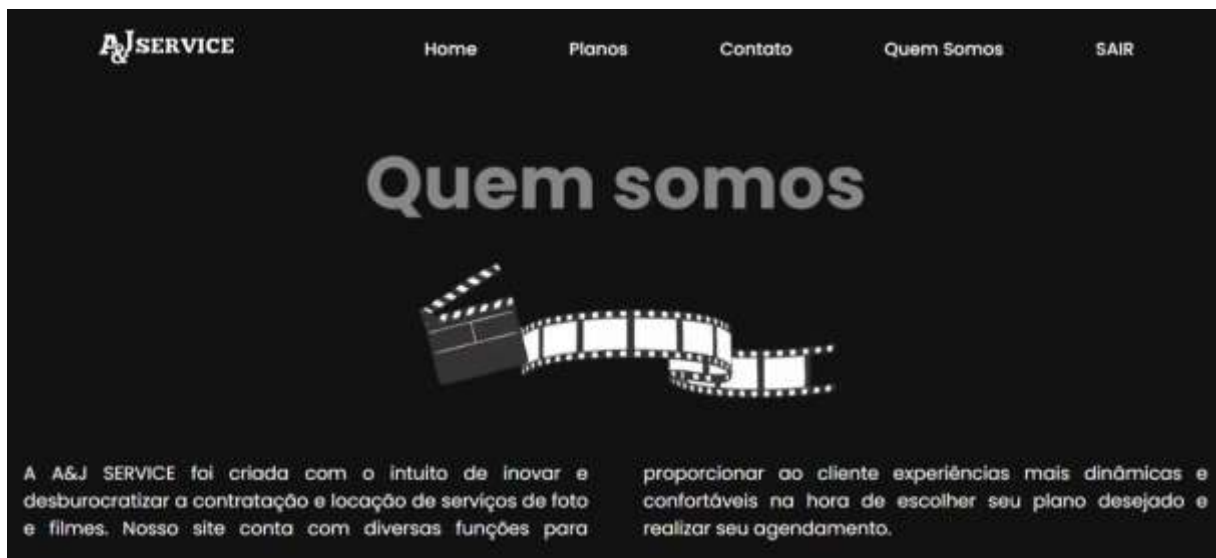 A&J SERVICE
Home
Planos
Contato
Quem Somos
SAIR
Quem somos
A A&J SERVICE foi criada com o intuito de inovar e
desburocratizar a contratação e locação de serviços de foto
e filmes. Nosso site conta com diversas funções para
proporcionar ao cliente experiências mais dinâmicas e
confortáveis na hora de escolher seu plano desejado e
realizar seu agendamento.